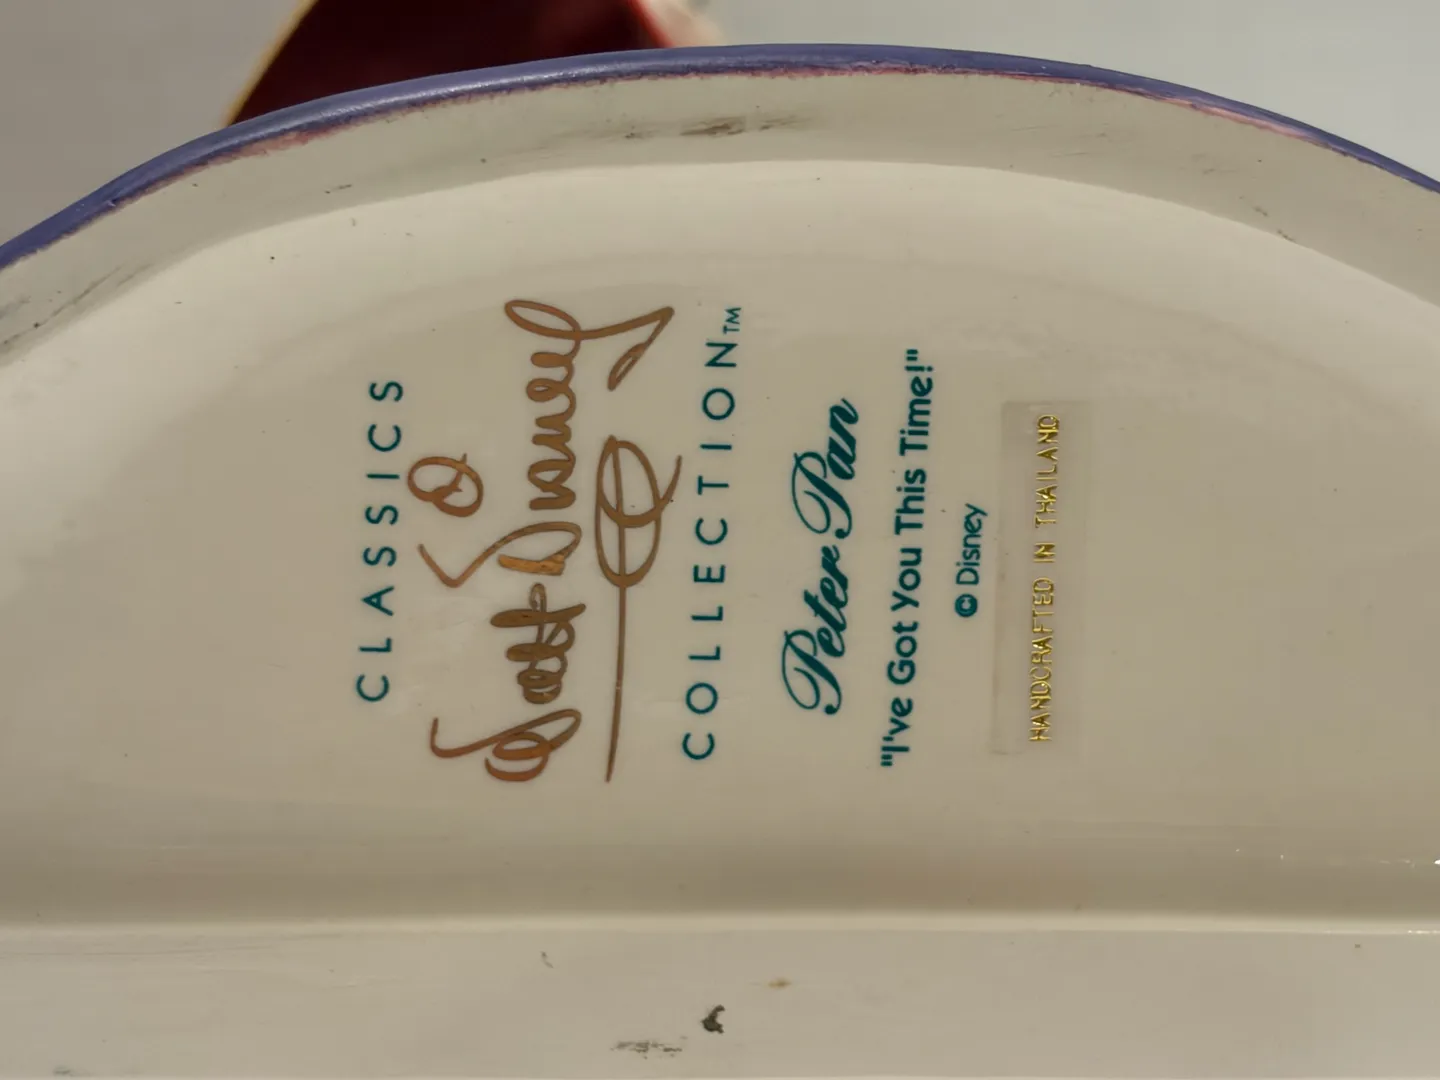 CLASSICS
Walt Disney
COLLECTION™
Peter Pan
"I've Got You This Time!"
© Disney
HANDCRAFTED IN THAILAND